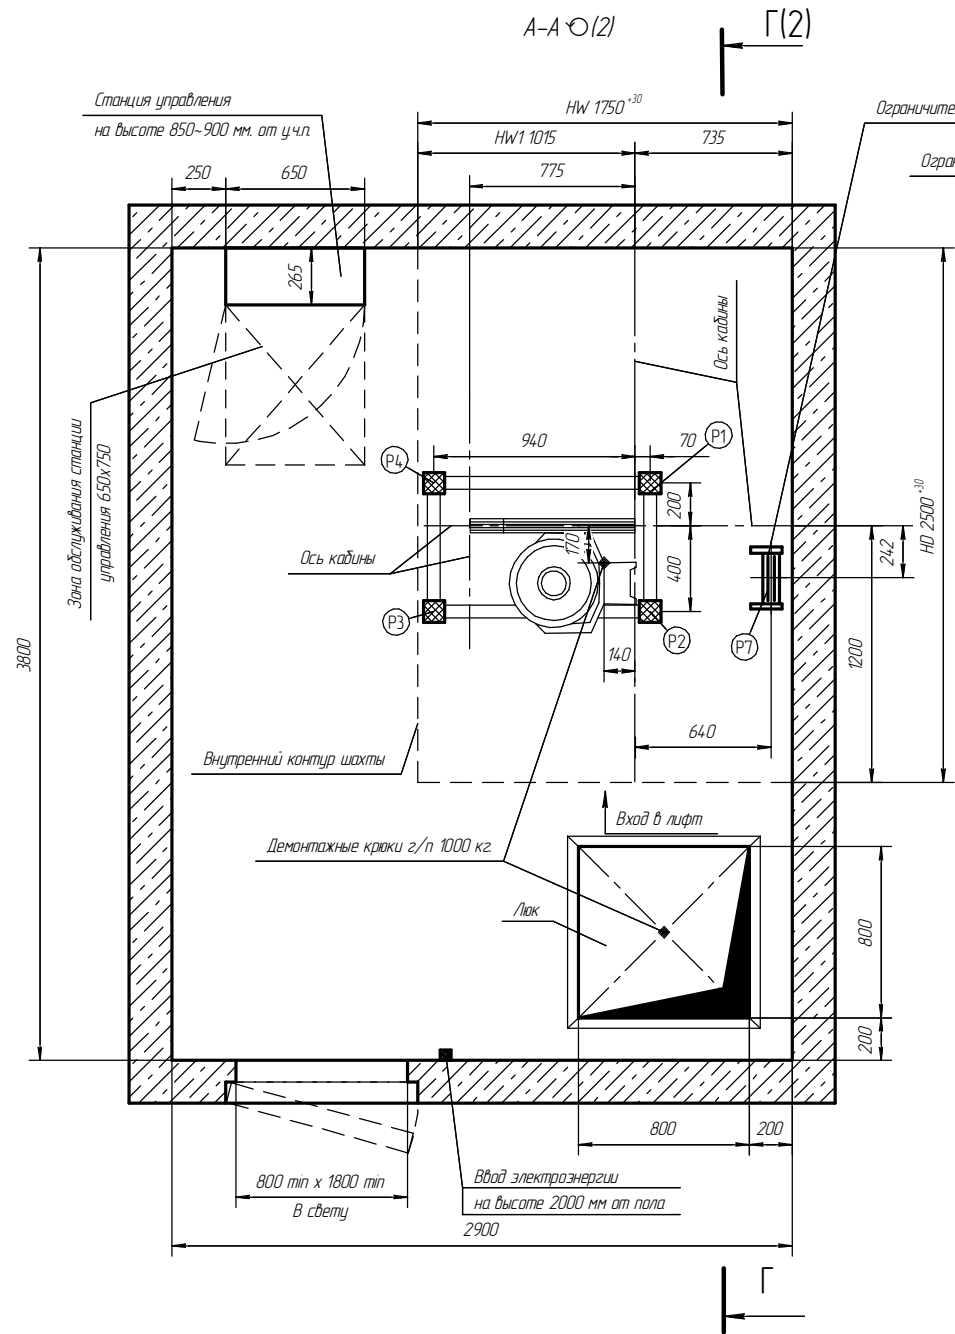 А-А (2)
Г(2)
Станция управления
на высоте 850~900 мм. от у.ч.п.
HW 1750 +30
Ограничите
HW1 1015
735
Огран
250
650
775
265
Ось кабины
Зона обслуживания станции
управления 650x750
940
70
P1
P4
200
HD 2500 +30
170
242
Ось кабины
400
P3
P2
P7
3800
140
1200
640
Внутренний контур шахты
Вход в лифт
Демонтажные крюки г/п 1000 кг.
Люк
800
200
800
200
800 min x 1800 min
В свету
Ввод электроэнергии
на высоте 2000 мм от пола
2900
Г